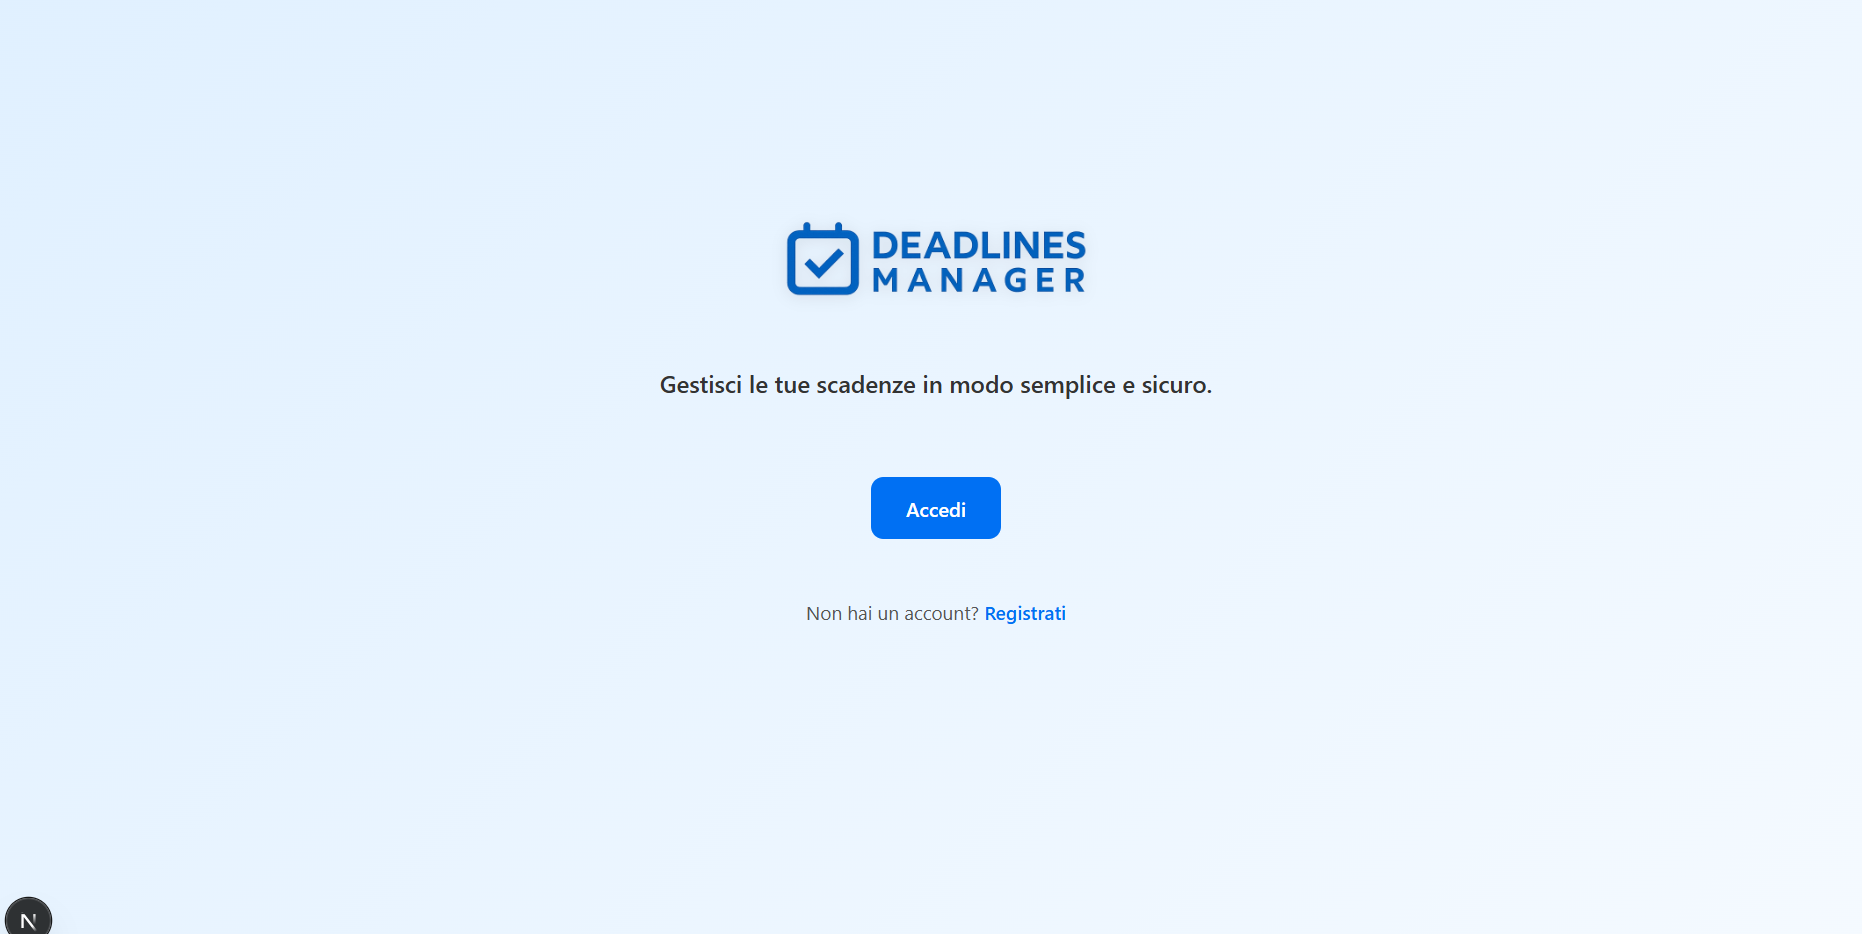 DEADLINES
MANAGER
Gestisci le tue scadenze in modo semplice e sicuro.
Accedi
Non hai un account? Registrati
N